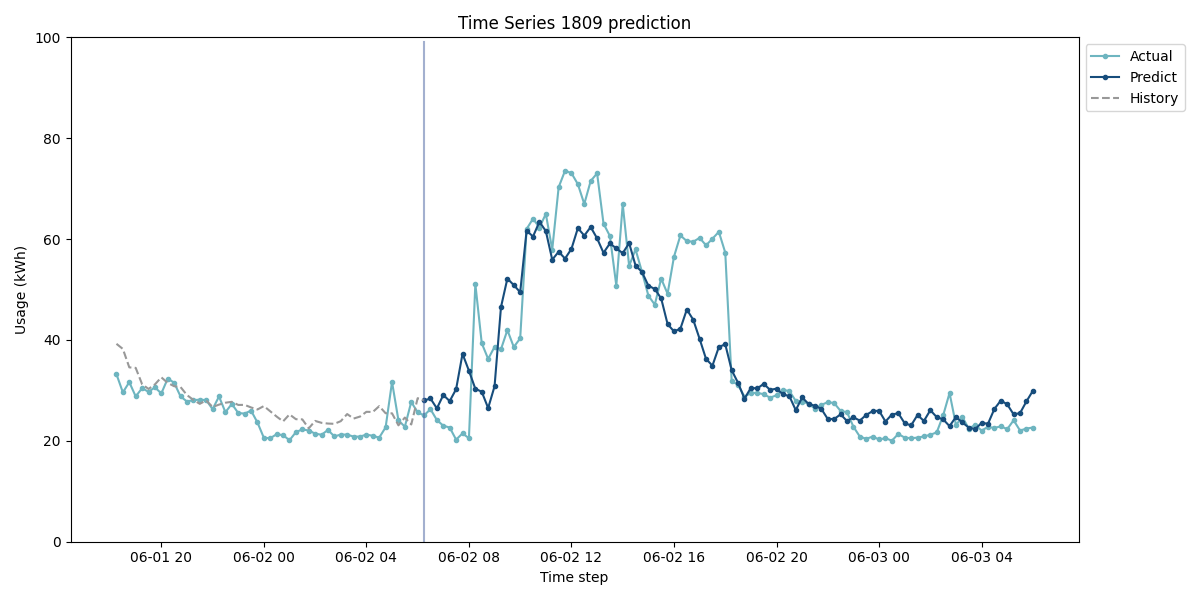 Time Series 1809 prediction
100
80
60
40
20
0
Usage (kWh)
06-01 20
06-02 00
06-02 04
06-02 08
06-02 12
06-02 16
06-02 20
06-03 00
06-03 04
Time step
Actual
Predict
History